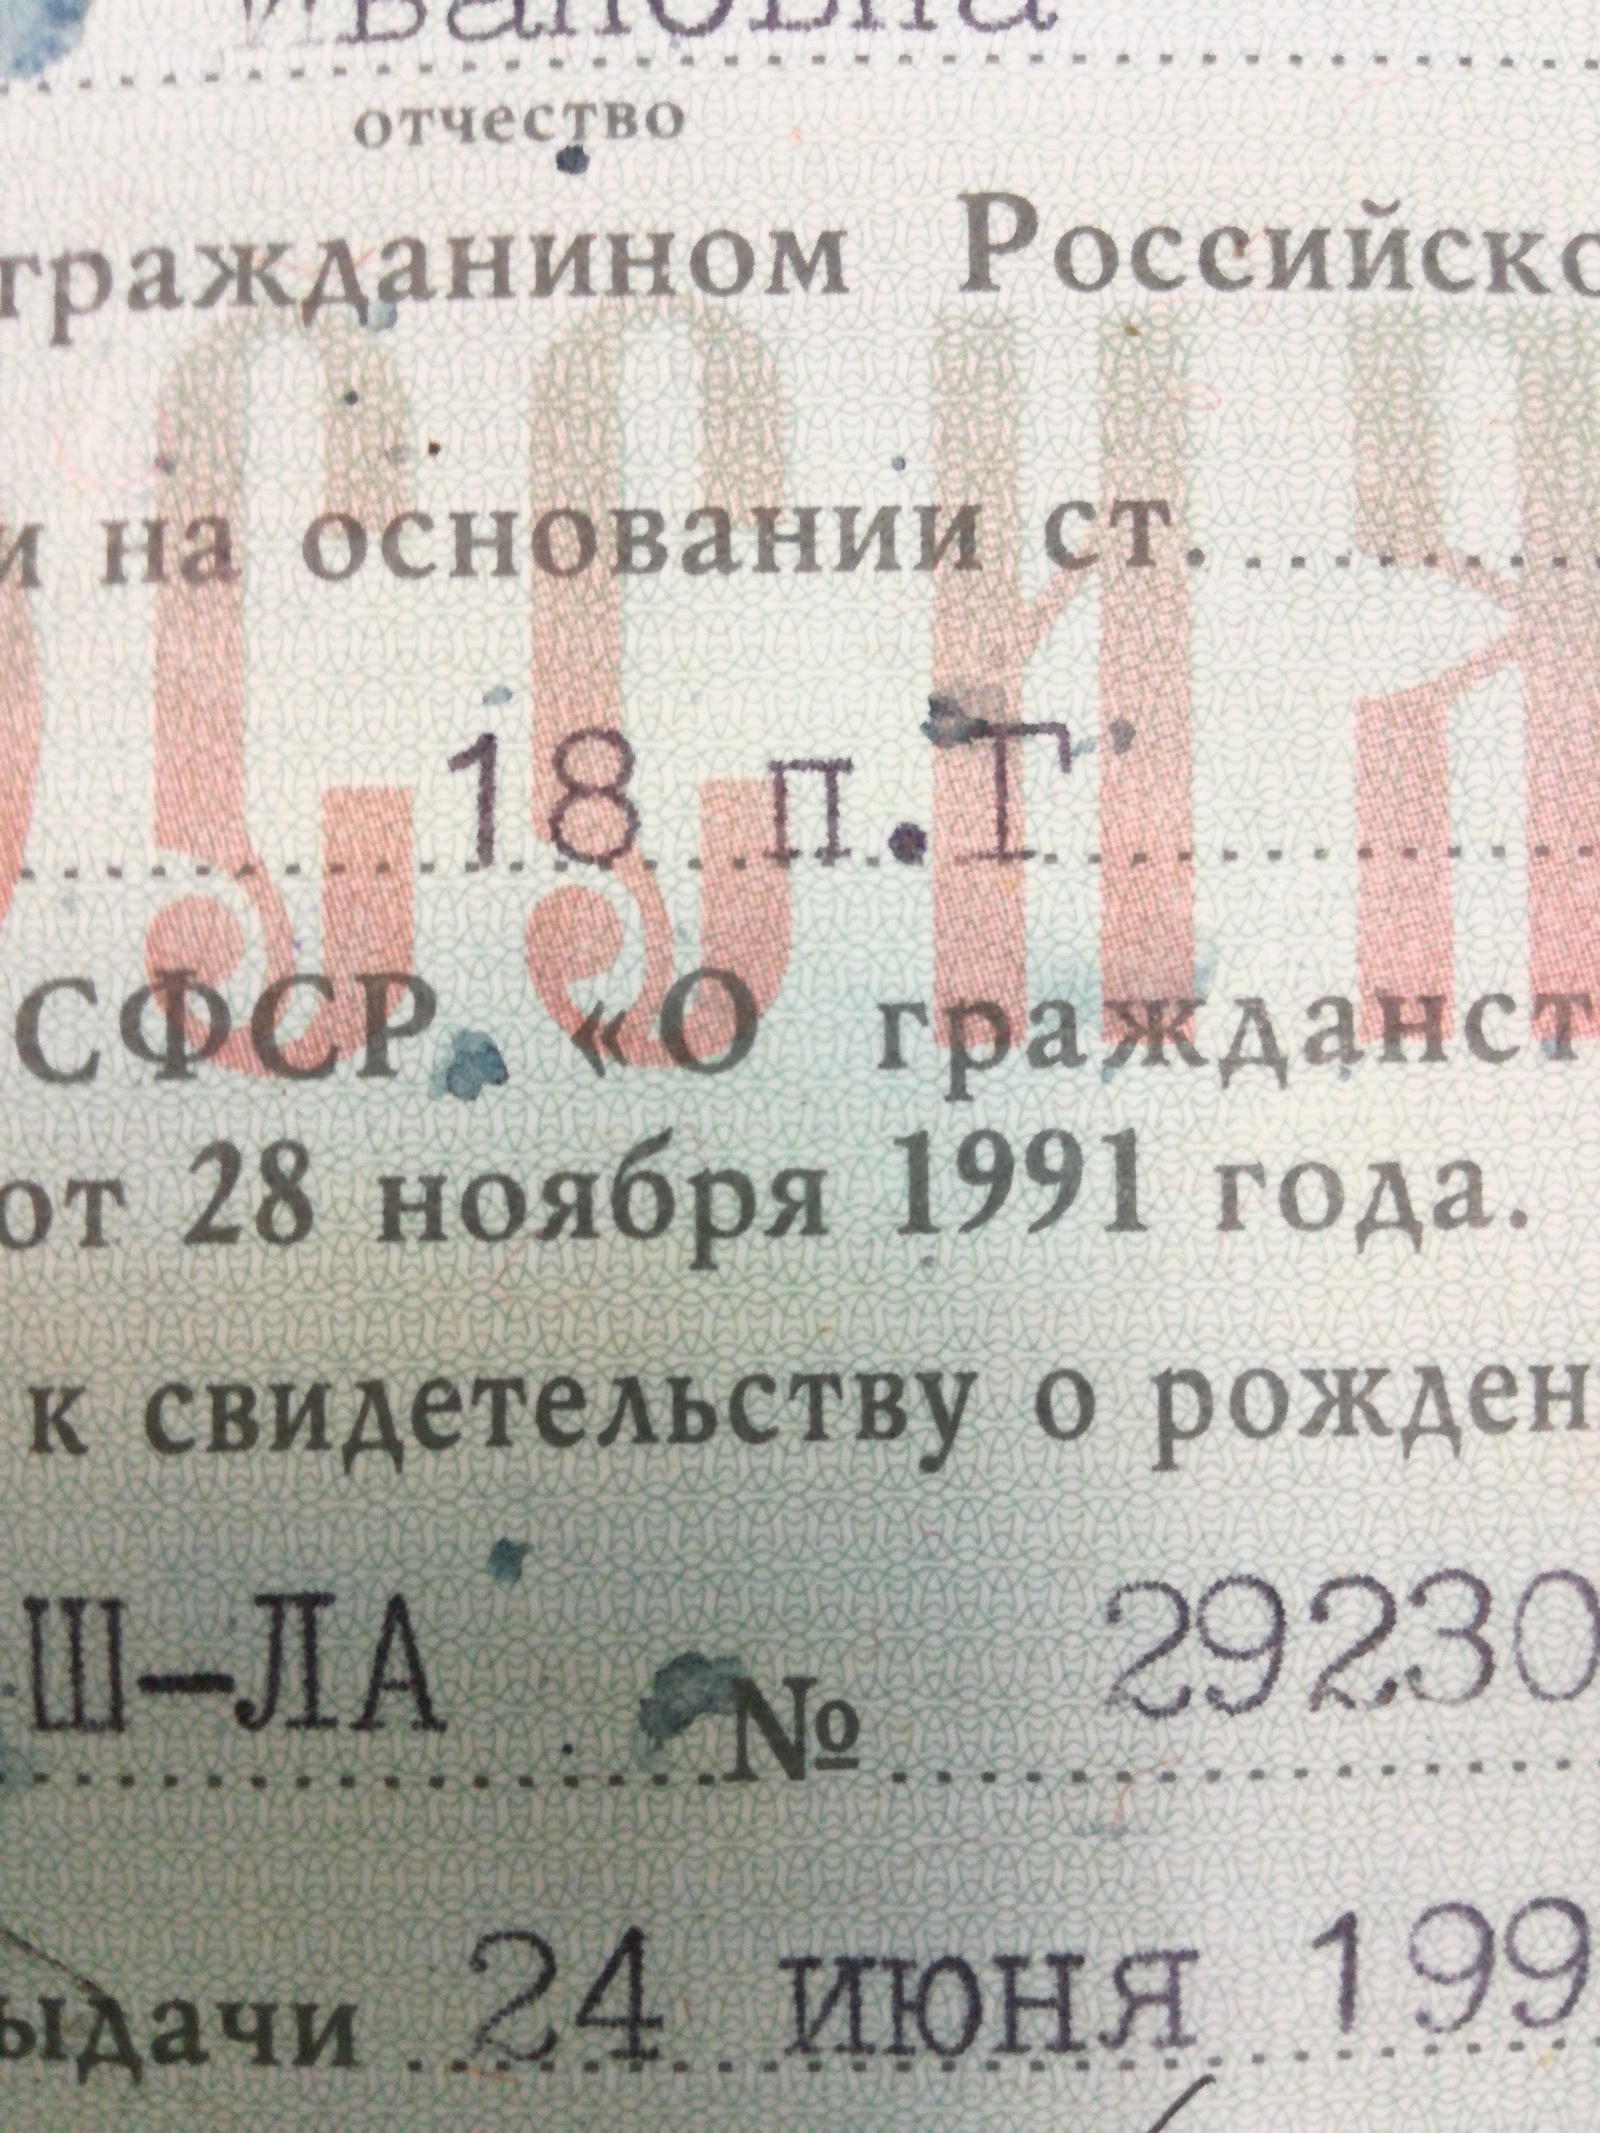 Ивановна
отчество
гражданином Российско
и на основании ст.
18 п.Г
СФСР «О гражданст
от 28 ноября 1991 года.
к свидетельству о рожден
Ш-ЛА № 29230
ыдачи 24 июня 199